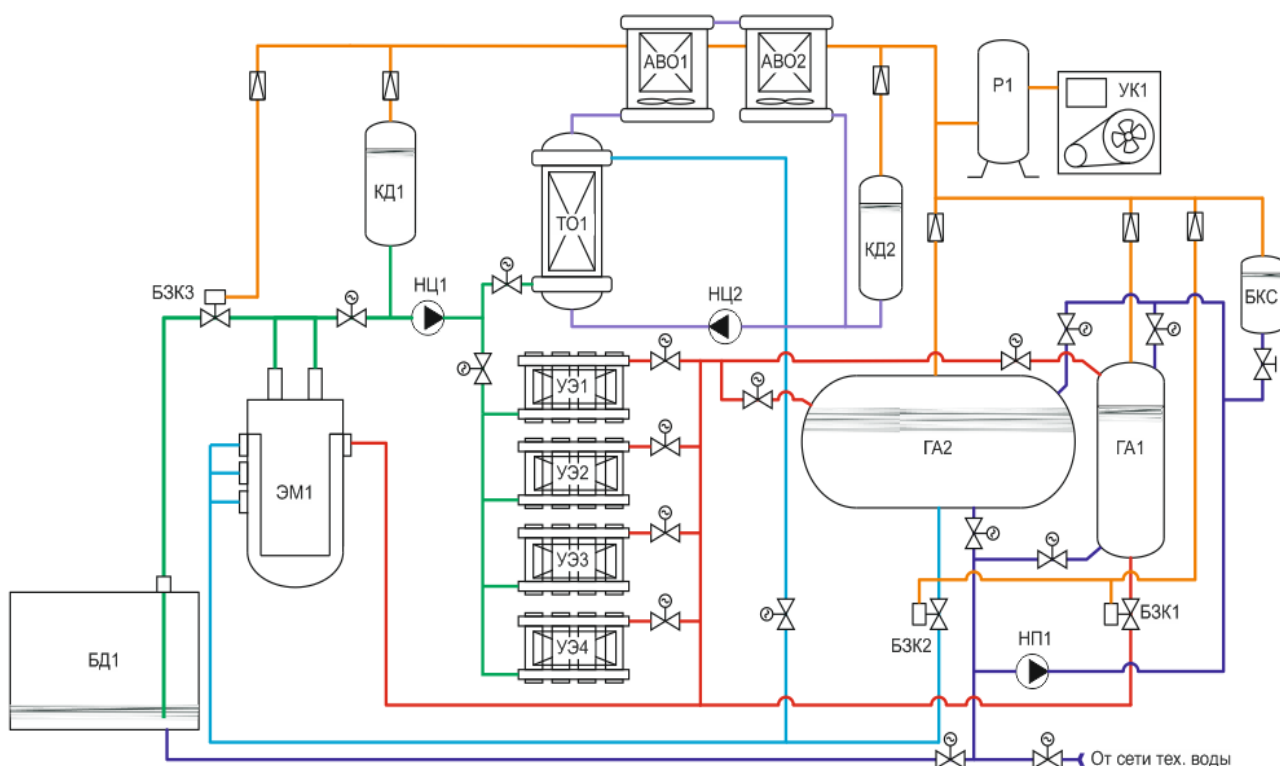 АВО1
АВО2
Р1
УК1
КД1
ТО1
КД2
БКС
БЗК3
НЦ1
НЦ2
УЭ1
УЭ2
УЭ3
УЭ4
ГА2
ГА1
ЭМ1
БЗК1
БЗК2
НП1
БД1
От сети тех. воды